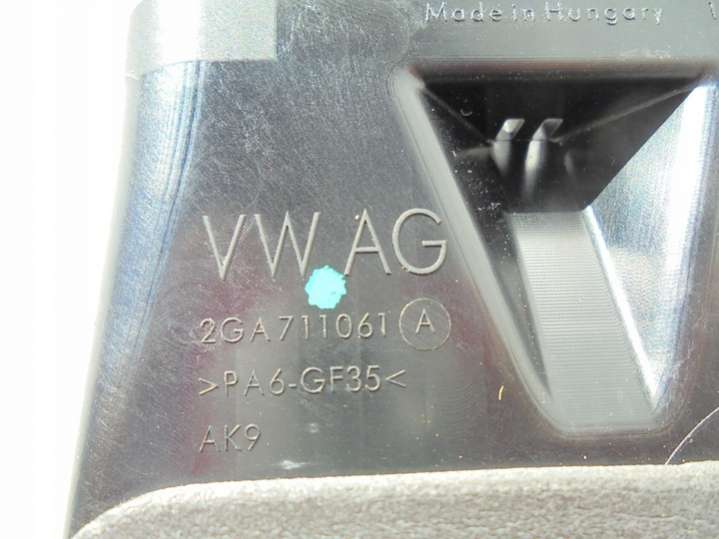 Made in Hungary
VW AG
2GA711061 A
>PA6-GF35<
AK9